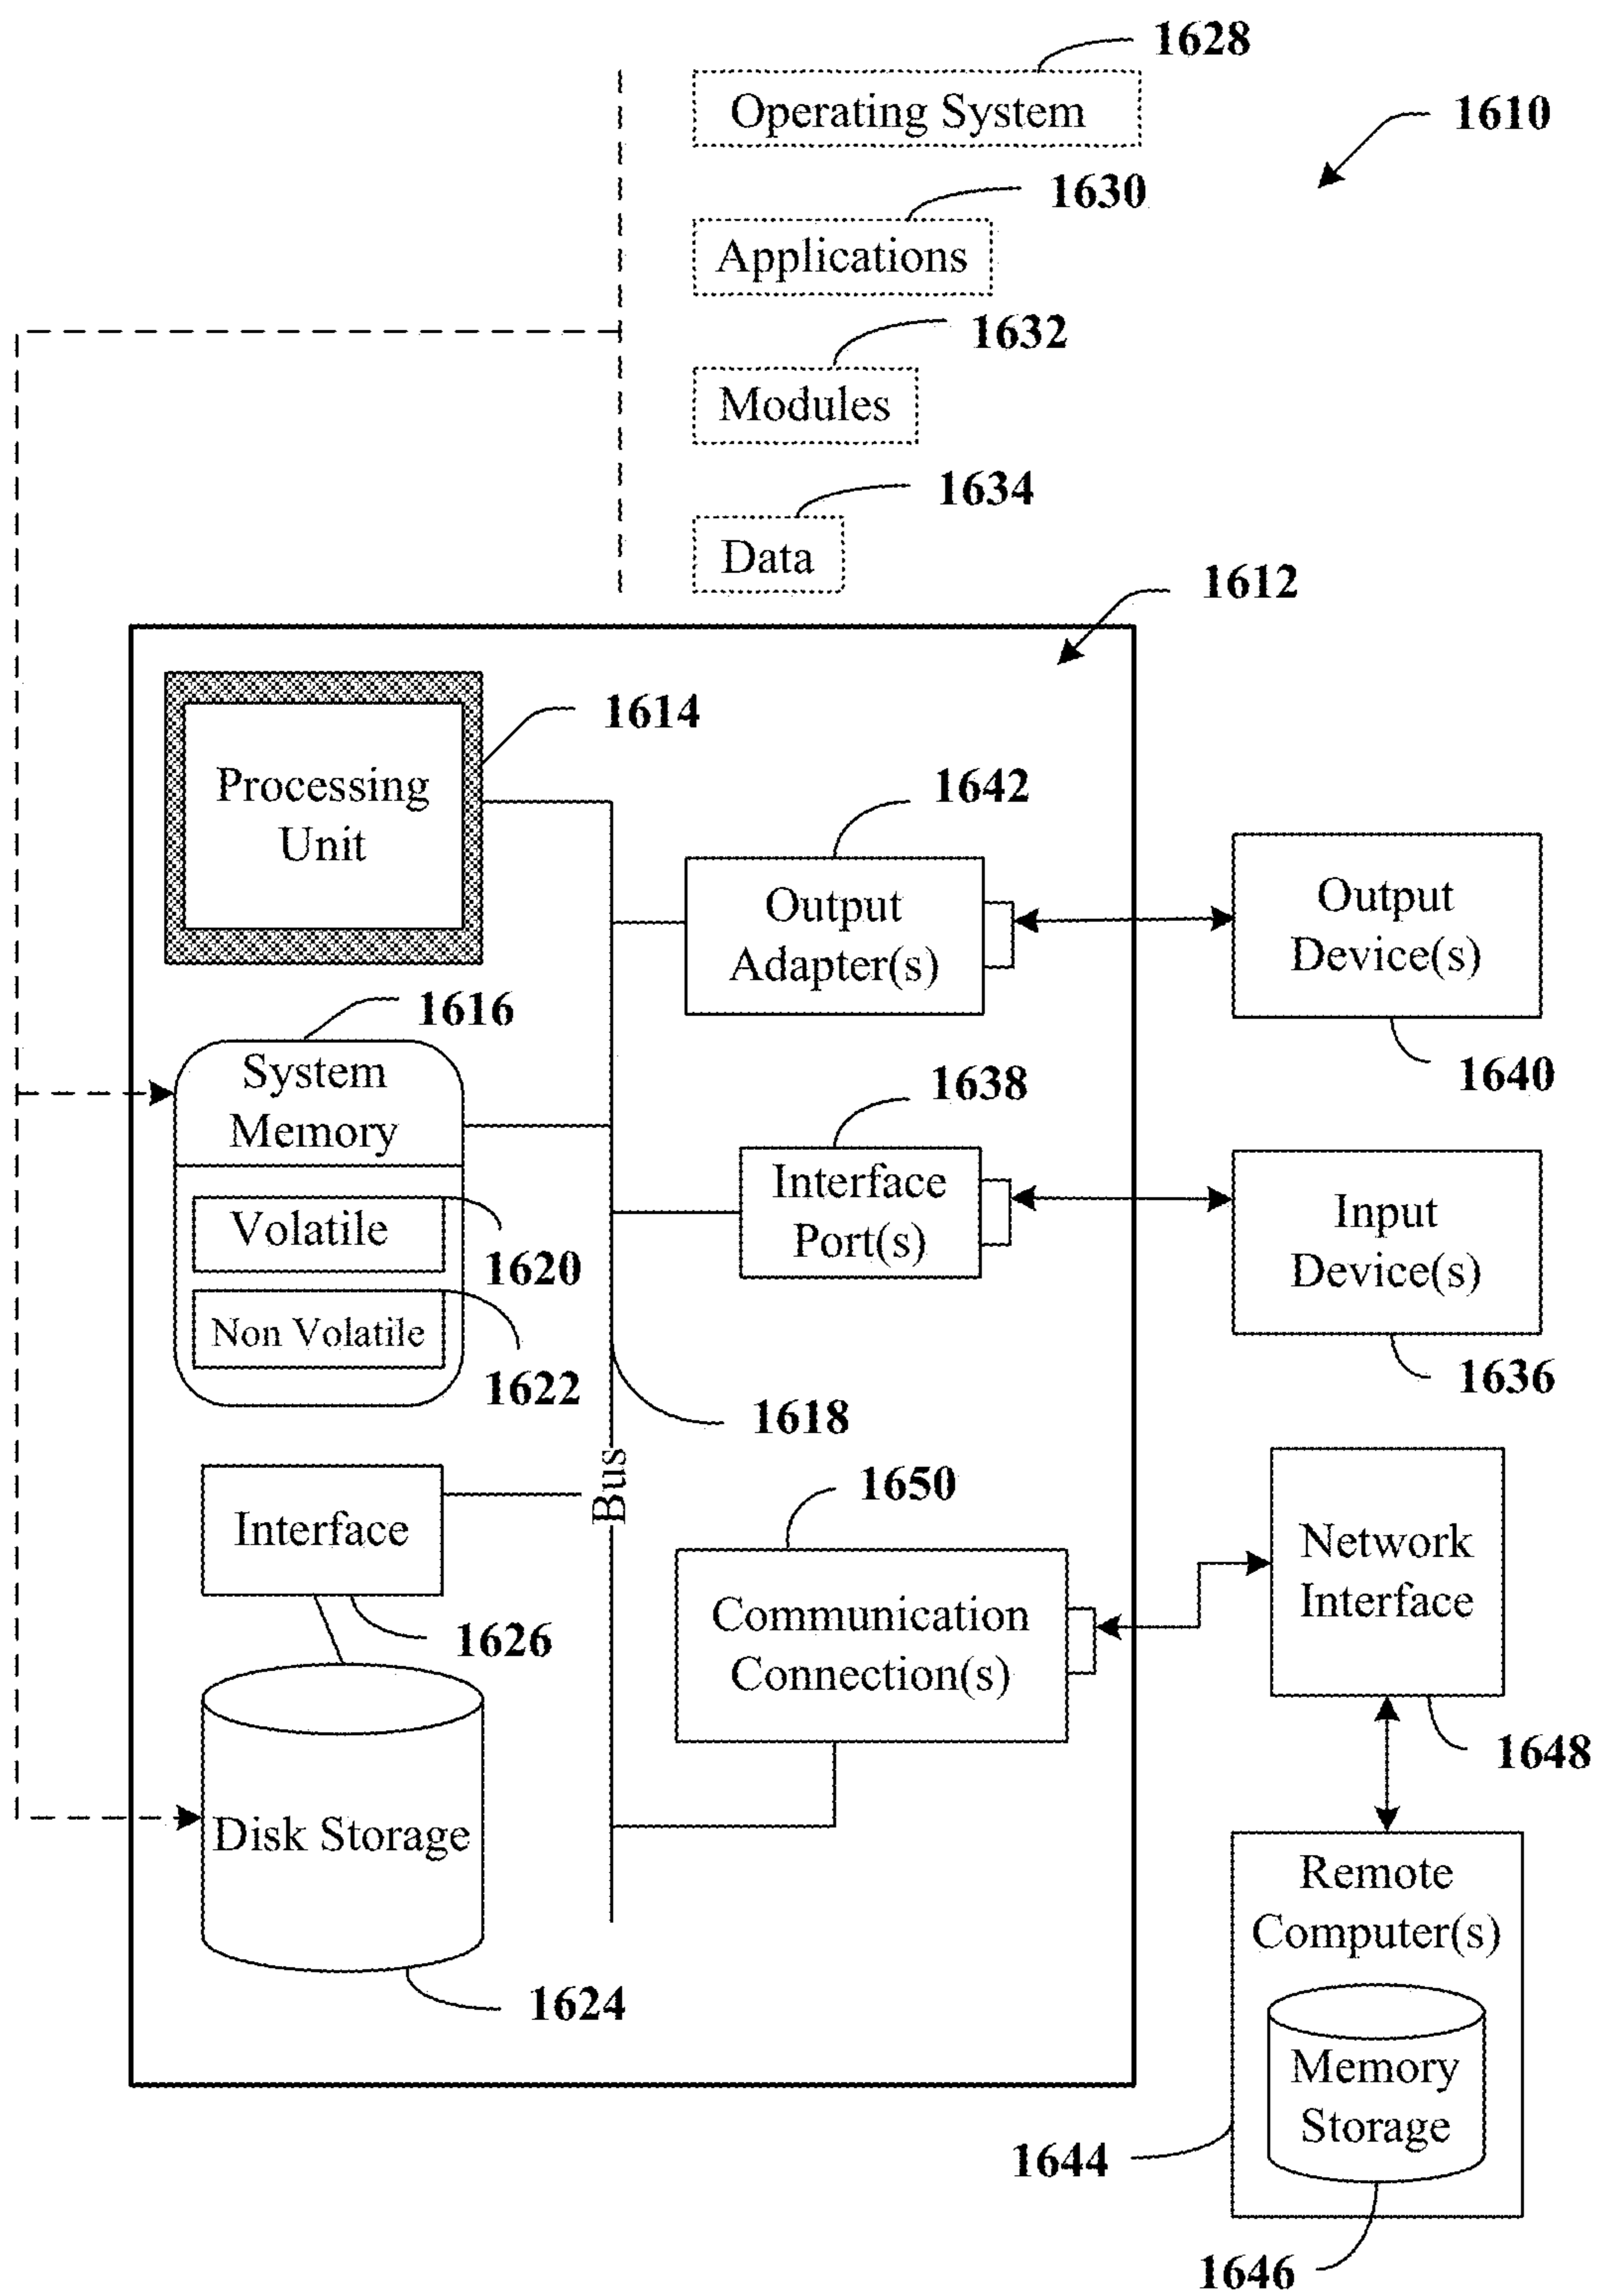 1628
Operating System
1610
1630
Applications
1632
Modules
1634
Data
1612
1614
Processing
Unit
1642
Output
Adapter(s)
Output
Device(s)
1640
1616
System
Memory
1638
Interface
Port(s)
Input
Device(s)
1636
Volatile
1620
Non Volatile
1622
1618
Bus
Interface
1626
1650
Communication
Connection(s)
Network
Interface
1648
Disk Storage
1624
Remote
Computer(s)
Memory
Storage
1644
1646